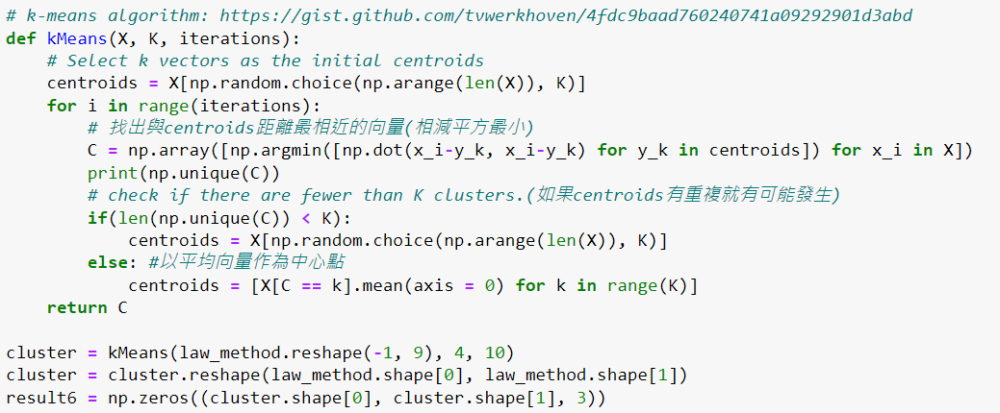 # k-means algorithm: https://gist.github.com/tvwerkhoven/4fdc9baad760240741a09292901d3abd
def kMeans(X, K, iterations):
    # Select k vectors as the initial centroids
    centroids = X[np.random.choice(np.arange(len(X)), K)]
    for i in range(iterations):
        # 找出與centroids距離最相近的向量(相減平方最小)
        C = np.array([np.argmin([np.dot(x_i-y_k, x_i-y_k) for y_k in centroids]) for x_i in X])
        print(np.unique(C))
        # check if there are fewer than K clusters.(如果centroids有重複就有可能發生)
        if(len(np.unique(C)) < K):
            centroids = X[np.random.choice(np.arange(len(X)), K)]
        else: #以平均向量作為中心點
            centroids = [X[C == k].mean(axis = 0) for k in range(K)]
    return C
cluster = kMeans(law_method.reshape(-1, 9), 4, 10)
cluster = cluster.reshape(law_method.shape[0], law_method.shape[1])
result6 = np.zeros((cluster.shape[0], cluster.shape[1], 3))